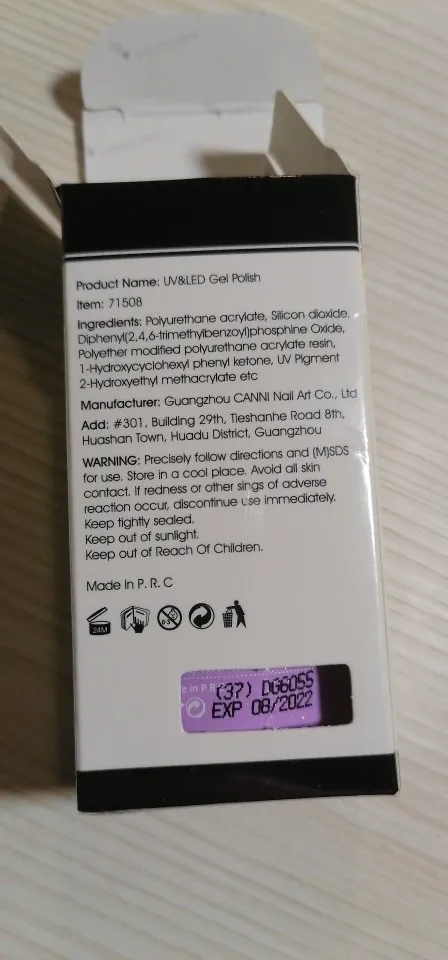 Product Name: UV&LED Gel Polish
Item: 71508
Ingredients: Polyurethane acrylate, Silicon dioxide,
Diphenyl(2,4,6-trimethylbenzoyl)phosphine Oxide,
Polyether modified polyurethane acrylate resin,
1-Hydroxycyclohexyl phenyl ketone, UV Pigment
2-Hydroxyethyl methacrylate etc
Manufacturer: Guangzhou CANNI Nail Art Co., Ltd
Add: #301, Building 29th, Tieshanhe Road 8th,
Huashan Town, Huadu District, Guangzhou
WARNING: Precisely follow directions and (M)SDS
for use. Store in a cool place. Avoid all skin
contact. If redness or other sings of adverse
reaction occur, discontinue use immediately.
Keep tightly sealed.
Keep out of sunlight.
Keep out of Reach Of Children.
Made in P. R. C
24M
e in P R
(37) DG6055
EXP 08/2022